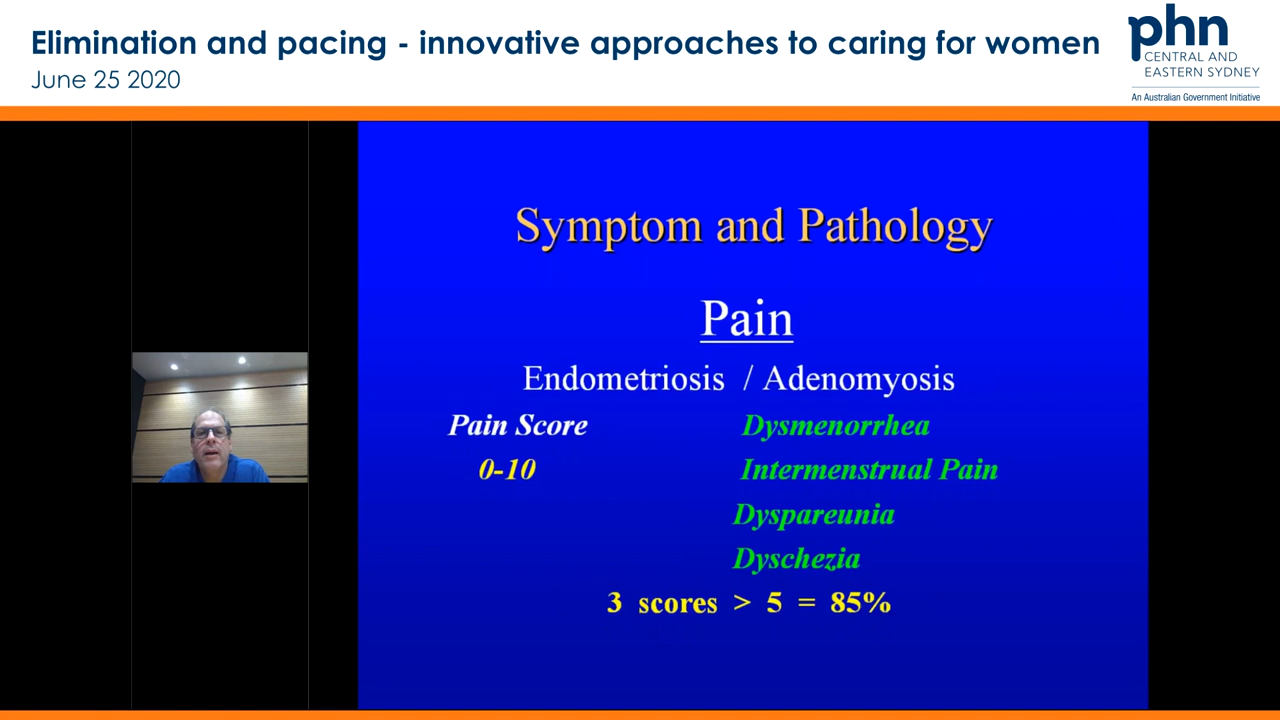 Elimination and pacing - innovative approaches to caring for women
June 25 2020
phn
CENTRAL AND
EASTERN SYDNEY
An Australian Government Initiative
Symptom and Pathology
Pain
Endometriosis / Adenomyosis
Pain Score Dysmenorrhea
0-10 Intermenstrual Pain
Dyspareunia
Dyschezia
3 scores > 5 = 85%